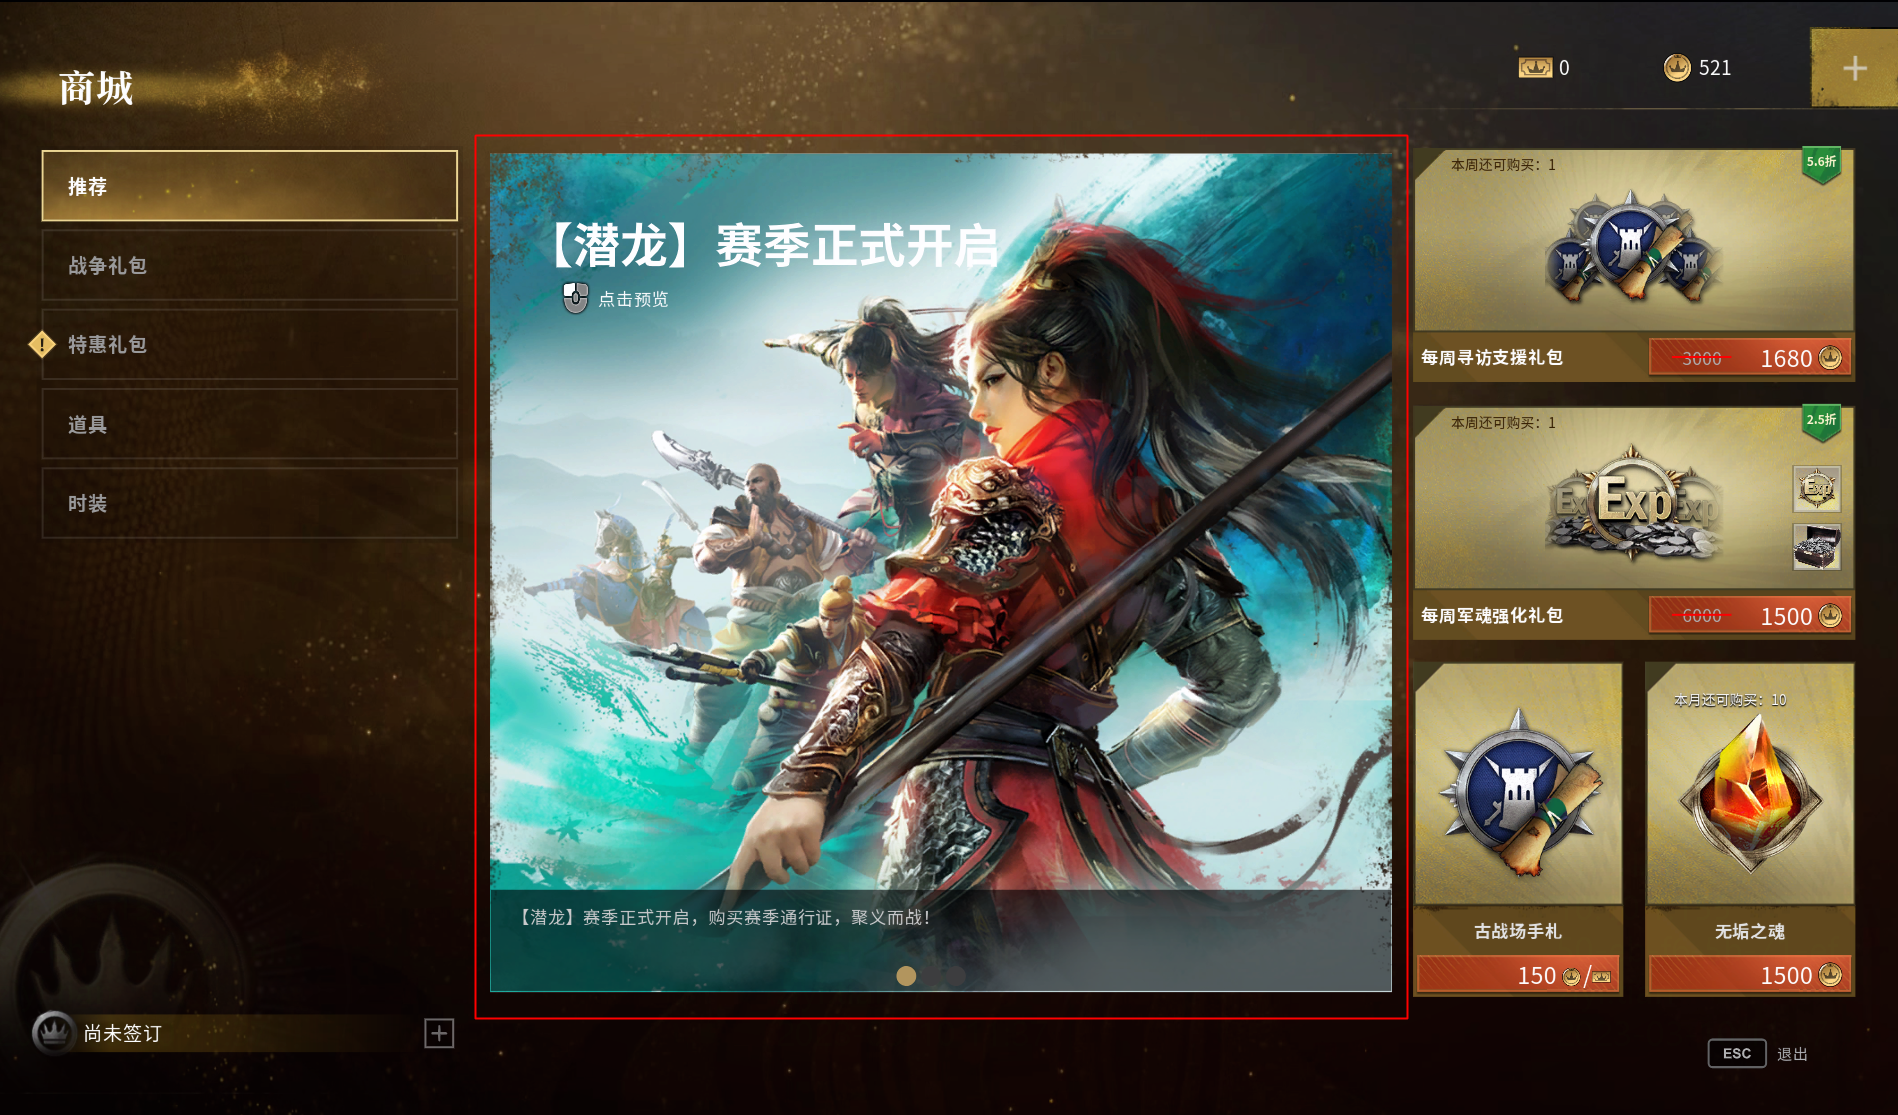 商城
0
521
推荐
战争礼包
特惠礼包
道具
时装
尚未签订
【潜龙】赛季正式开启
点击预览
【潜龙】赛季正式开启，购买赛季通行证，聚义而战！
本周还可购买：1
5.6折
每周寻访支援礼包
3000
1680
本周还可购买：1
2.5折
Exp
Exp
每周军魂强化礼包
6000
1500
古战场手札
150 /
本月还可购买：10
无垢之魂
1500
ESC 退出